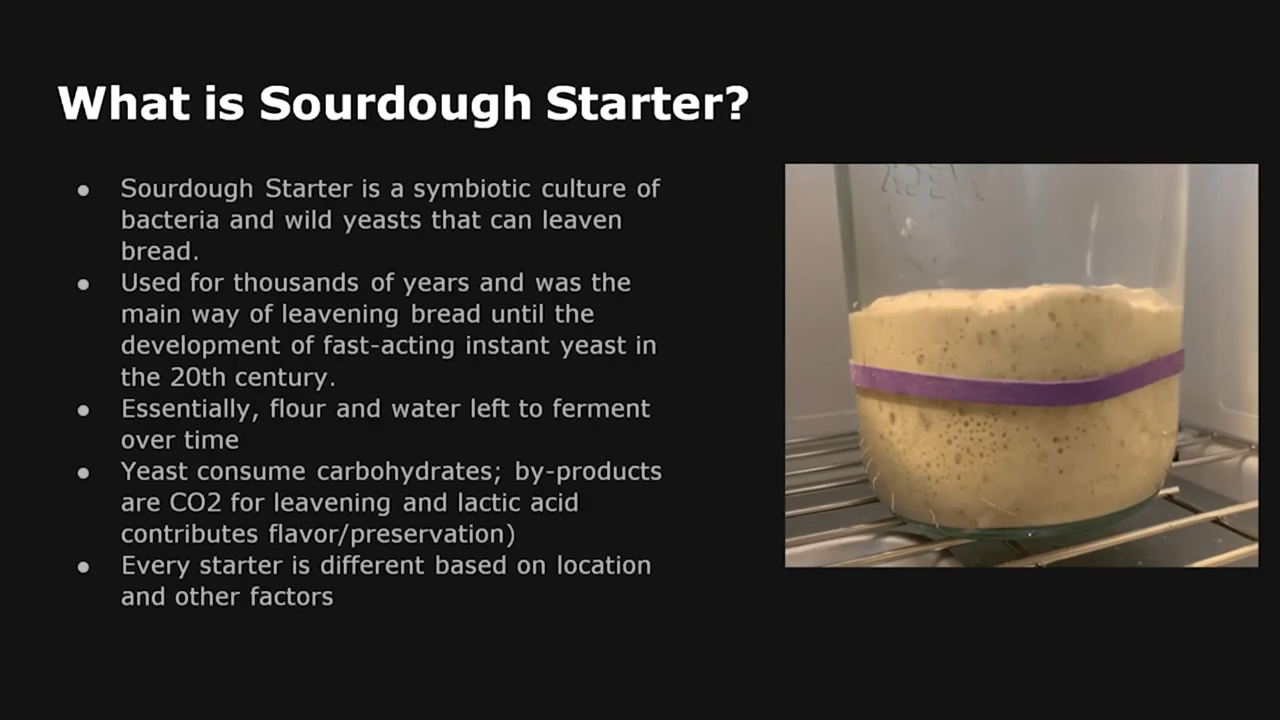 What is Sourdough Starter?
● Sourdough Starter is a symbiotic culture of
bacteria and wild yeasts that can leaven
bread.
● Used for thousands of years and was the
main way of leavening bread until the
development of fast-acting instant yeast in
the 20th century.
● Essentially, flour and water left to ferment
over time
● Yeast consume carbohydrates; by-products
are CO2 for leavening and lactic acid
contributes flavor/preservation)
● Every starter is different based on location
and other factors